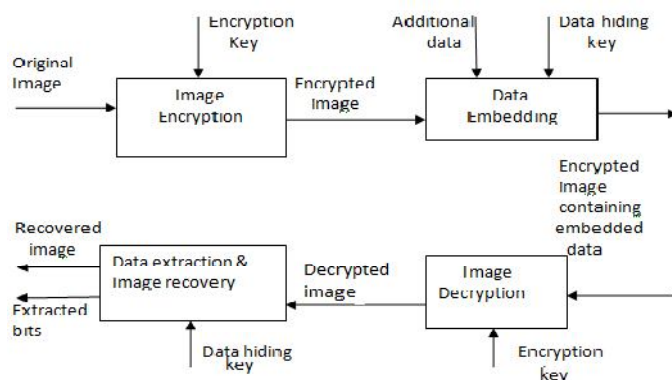 Encryption
Key
Additional
data
Data hiding
key
Original
Image
Image
Encryption
Encrypted
Image
Data
Embedding
Encrypted
Image
containing
embedded
data
Recovered
image
Data extraction &
Image recovery
Decrypted
image
Image
Decryption
Extracted
bits
Data hiding
key
Encryption
key